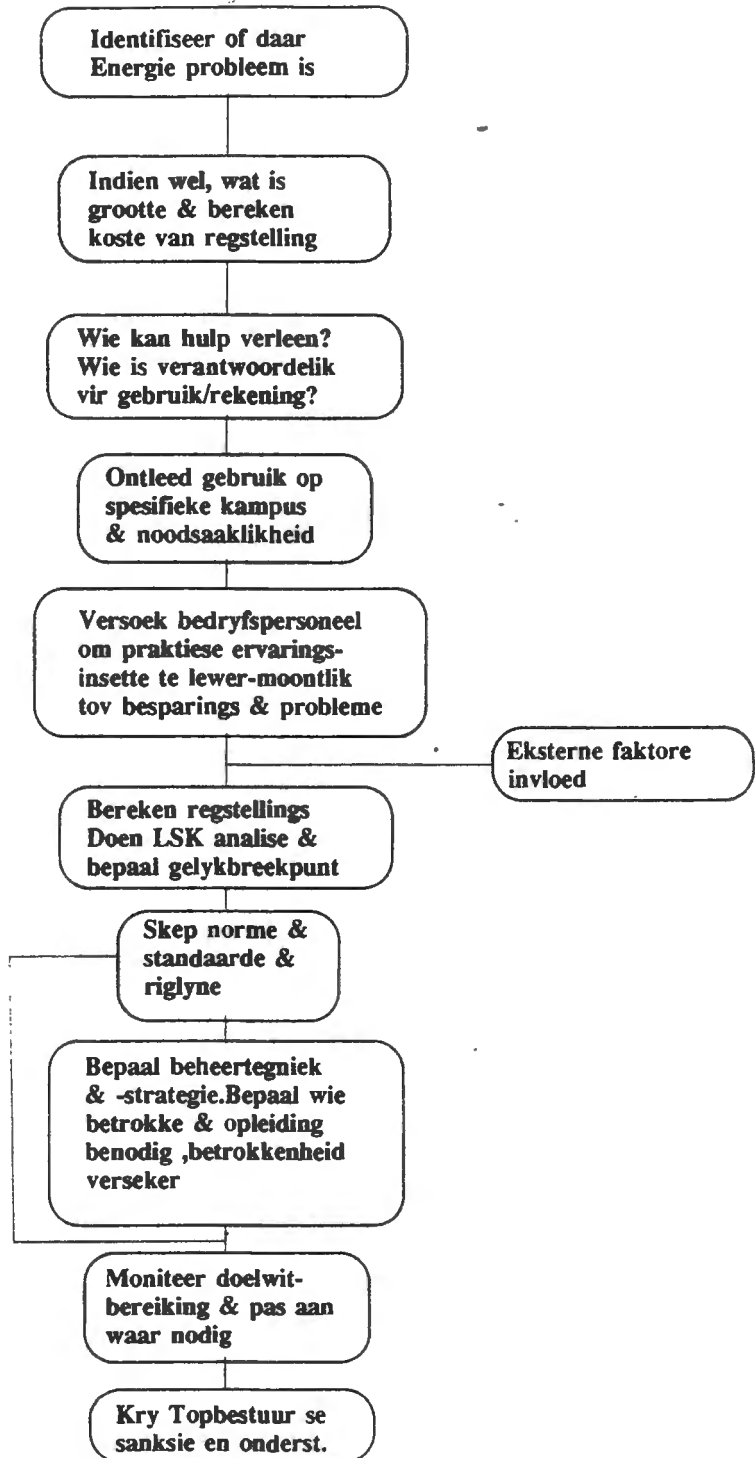 Identifiseer of daar
Energie probleem is
Indien wel, wat is
grootte & bereken
koste van regstelling
Wie kan hulp verleen?
Wie is verantwoordelik
vir gebruik/rekening?
Ontleed gebruik op
spesifieke kampus
& noodsaaklikheid
Versoek bedryfspersoneel
om praktiese ervarings-
insette te lewer-moontlik
tov besparings & probleme
Eksterne faktore
invloed
Bereken regstellings
Doen LSK analise &
bepaal gelykbreekpunt
Skep norme &
standaarde &
riglyne
Bepaal beheertegniek
& -strategie.Bepaal wie
betrokke & opleiding
benodig ,betrokkenheid
verseker
Moniteer doelwit-
bereiking & pas aan
waar nodig
Kry Topbestuur se
sanksie en onderst.